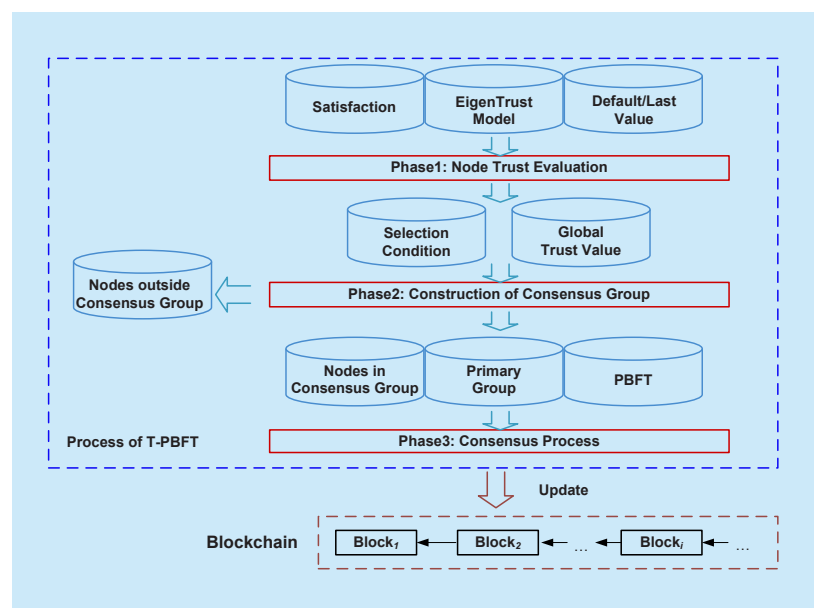 Satisfaction
EigenTrust
Model
Default/Last
Value
Phase1: Node Trust Evaluation
Selection
Condition
Global
Trust Value
Nodes outside
Consensus Group
Phase2: Construction of Consensus Group
Nodes in
Consensus Group
Primary
Group
PBFT
Process of T-PBFT
Phase3: Consensus Process
Update
Blockchain
Block1
Block2
...
Blocki
...